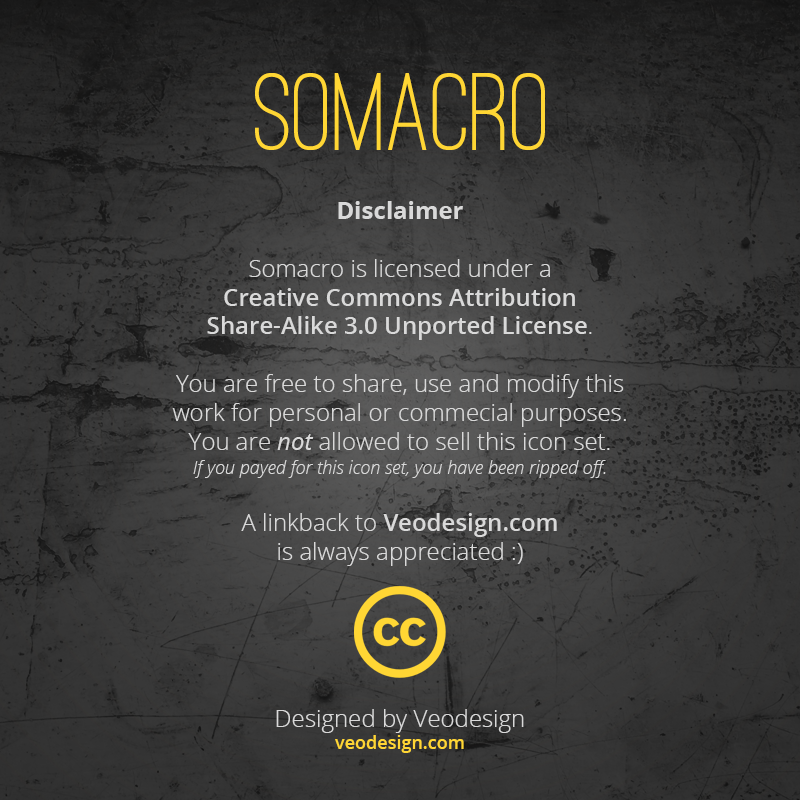 SOMACRO
Disclaimer
Somacro is licensed under a
Creative Commons Attribution
Share-Alike 3.0 Unported License.
You are free to share, use and modify this
work for personal or commecial purposes.
You are not allowed to sell this icon set.
If you payed for this icon set, you have been ripped off.
A linkback to Veodesign.com
is always appreciated :)
cc
Designed by Veodesign
veodesign.com